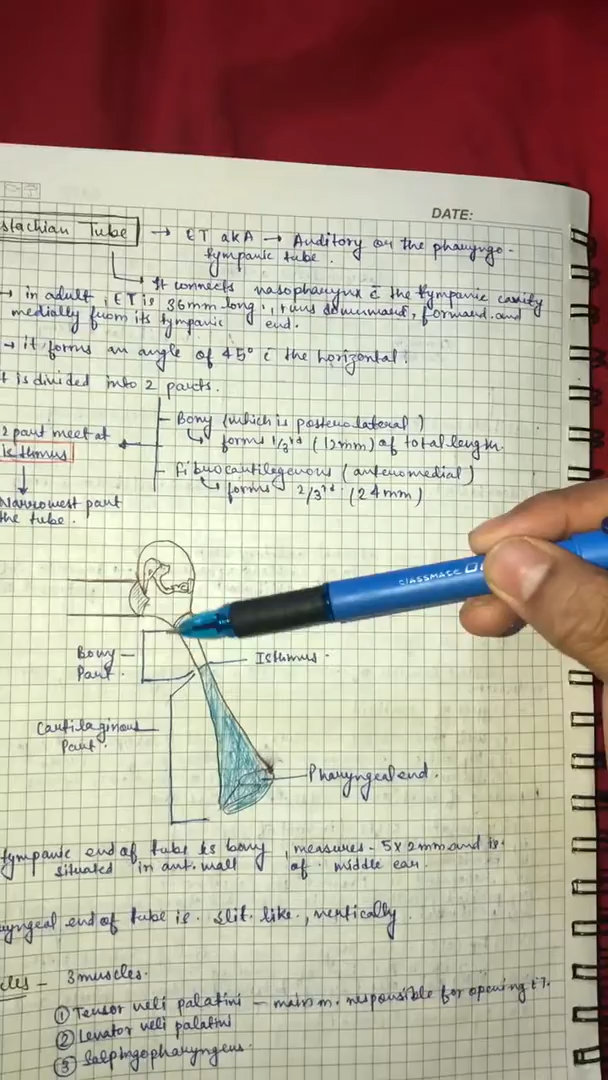 DATE:
stachian Tube → ET aka → Auditory or the pharyngo-
tympanic tube.
It connects nasopharynx c̄ the tympanic cavity
→ in adult, ET is 36mm long, runs downward, forward and
medially from its tympanic end.
→ it forms an angle of 45° c̄ the horizontal.
t is divided into 2 parts.
Bony (which is posterolateral)
forms 1/3rd (12mm) of total length.
2 part meet at
Isthmus
Fibrocartilagenous (anteromedial)
forms 2/3rd (24mm)
Narrowest part
the tube.
CLASSMATE
Bony
Part.
Isthmus.
Cartilaginous
Part.
Pharyngeal end.
tympanic end of tube is bony, measures - 5x2mm and is
situated in ant. wall of middle ear.
ryngeal end of tube is slit like, vertically
cles - 3 muscles.
① Tensor veli palatini - main m. responsible for opening ET.
② Levator veli palatini
③ Salpingopharyngeus.